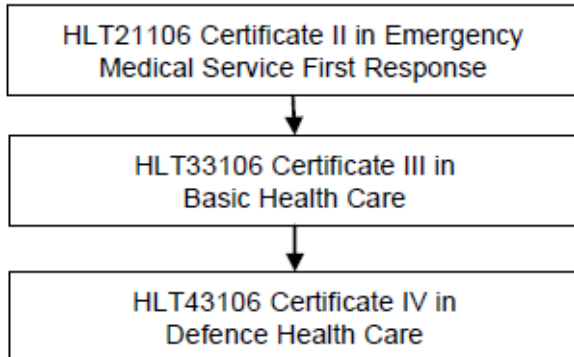 HLT21106 Certificate II in Emergency
Medical Service First Response
HLT33106 Certificate III in
Basic Health Care
HLT43106 Certificate IV in
Defence Health Care